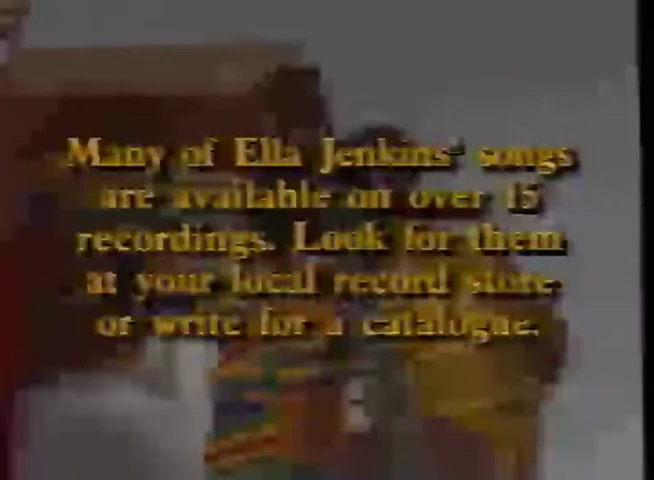 Many of Ella Jenkins' songs
are available on over 15
recordings. Look for them
at your local record store
or write for a catalogue.